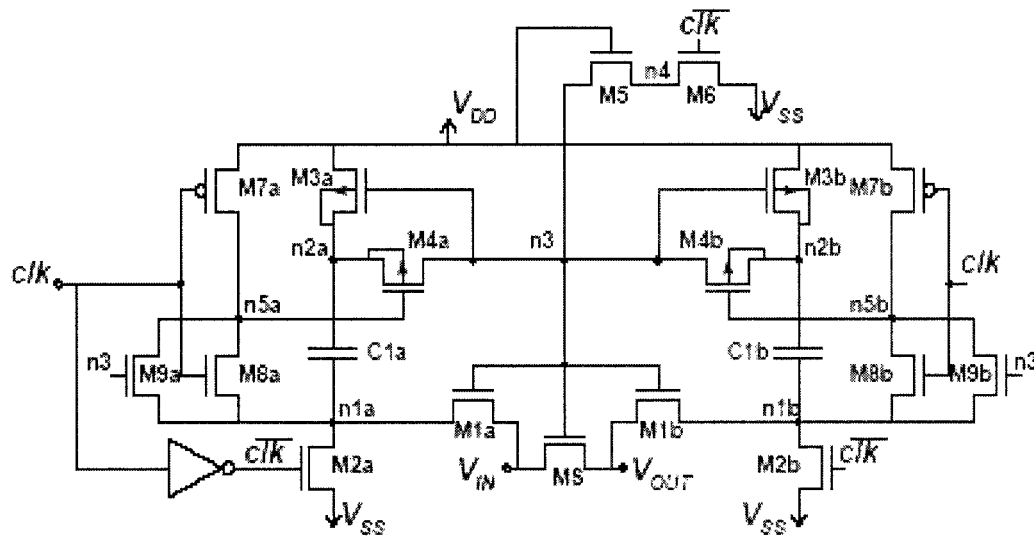 clk
M5
n4
M6
VSS
VDD
M7a
M3a
M3b
M7b
n2a
M4a
n3
M4b
n2b
clk
clk
n5a
n5b
n3
M9a
M8a
C1a
C1b
M8b
M9b
n3
n1a
M1a
M1b
n1b
clk
M2a
VIN
MS
VOUT
M2b
clk
VSS
VSS